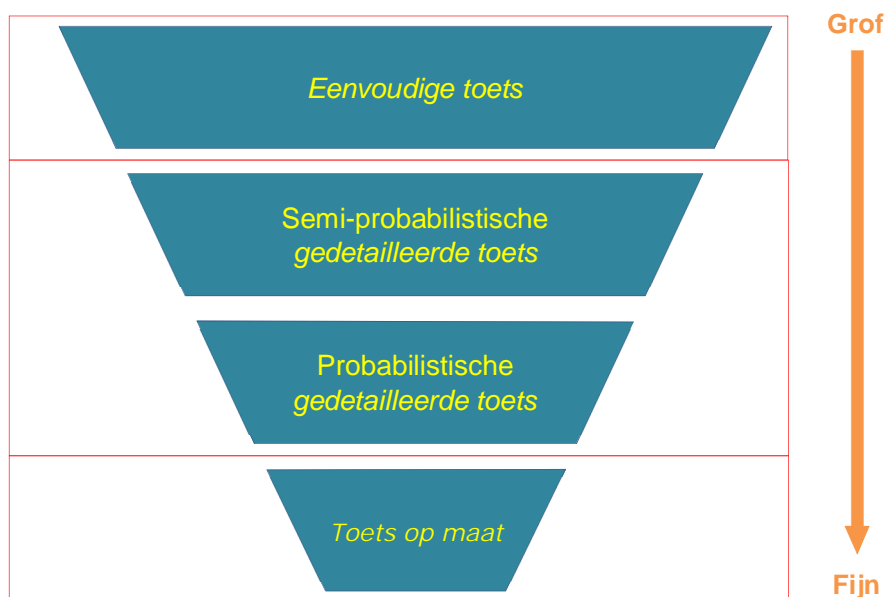 Grof
Eenvoudige toets
Semi-probabilistische
gedetailleerde toets
Probabilistische
gedetailleerde toets
Toets op maat
Fijn